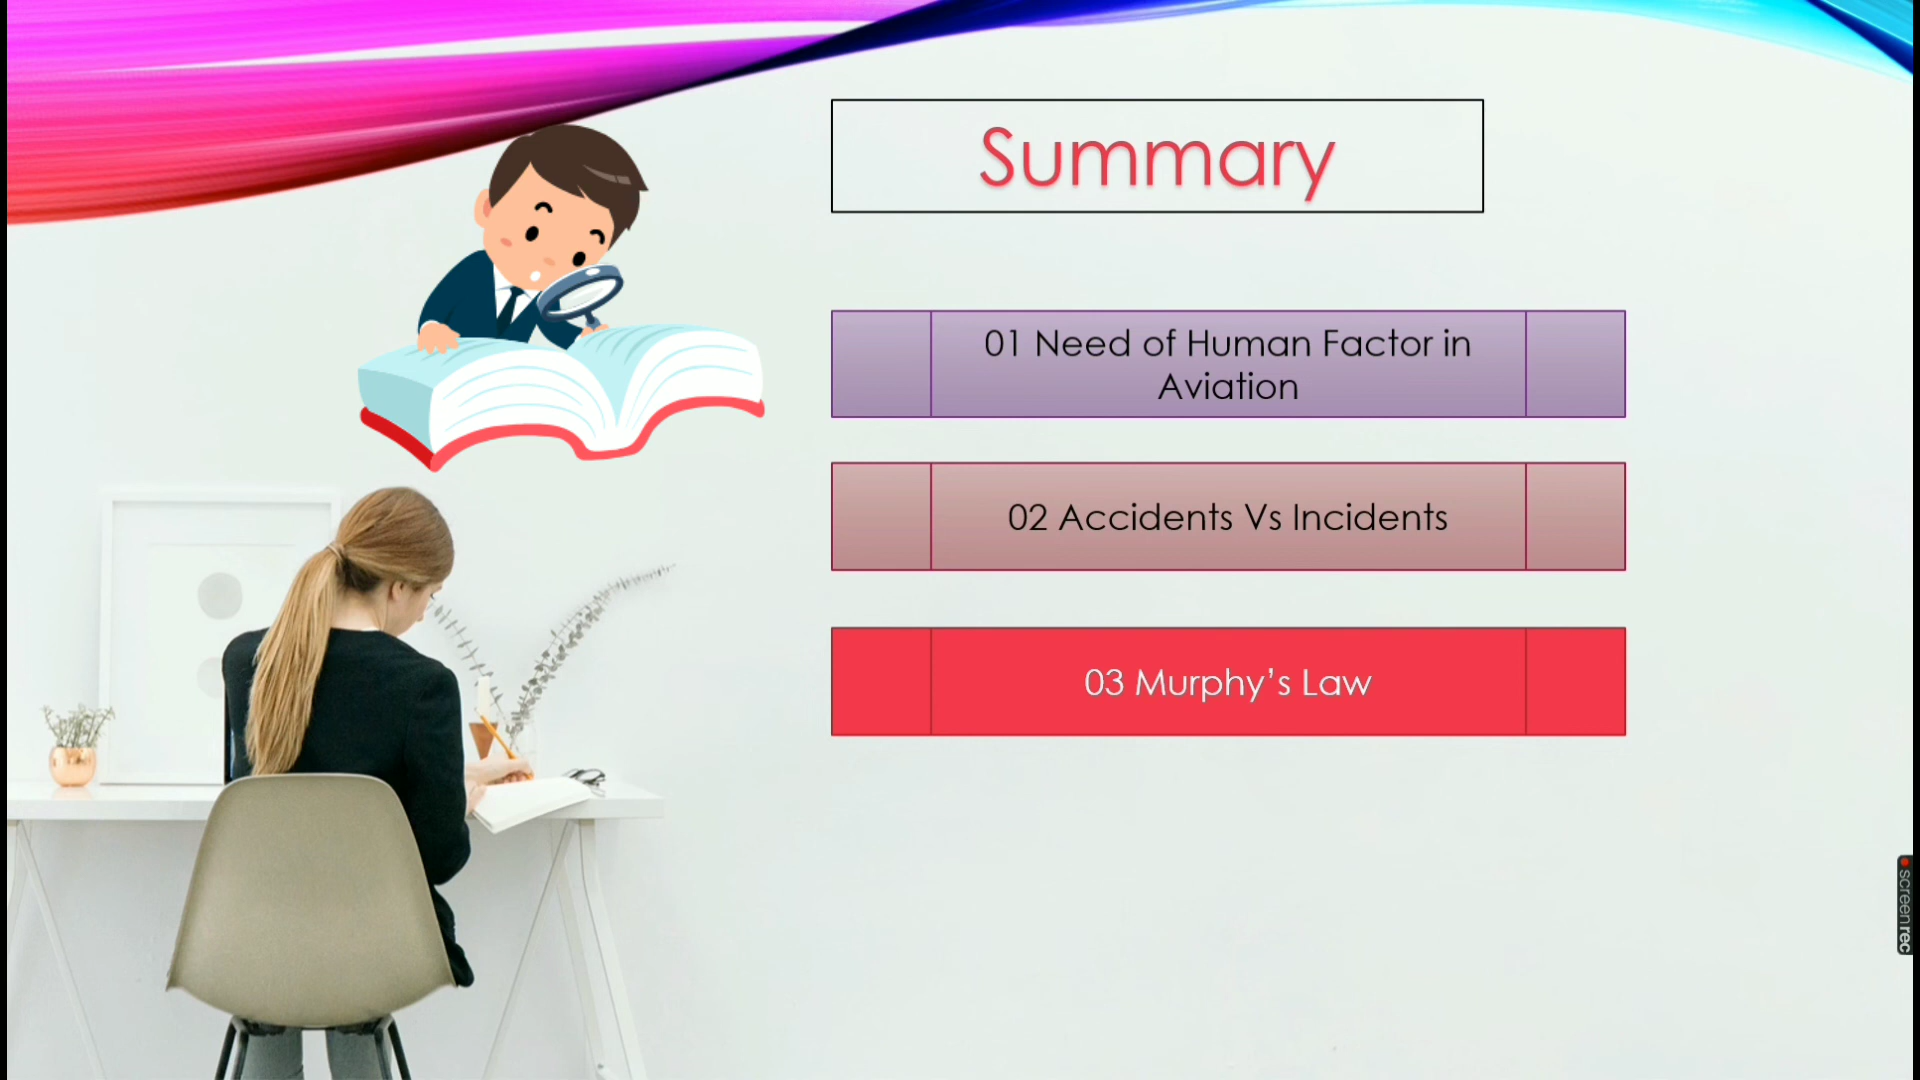 Summary
01 Need of Human Factor in
Aviation
02 Accidents Vs Incidents
03 Murphy’s Law
screenrec